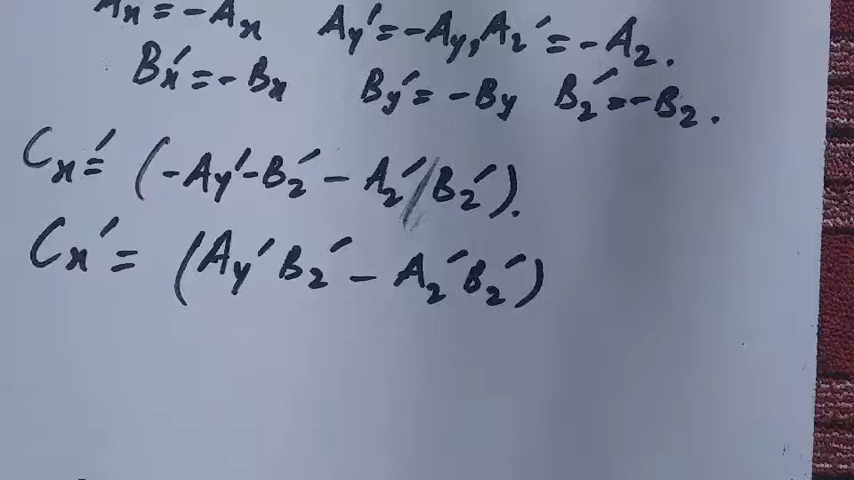 Ax = -Ax Ay' = -Ay, Az' = -Az.
Bx' = -Bx By' = -By Bz' = -Bz.
Cx' = (-Ay' - Bz' - Az' / Bz').
Cx' = (Ay' Bz' - Az' Bz')